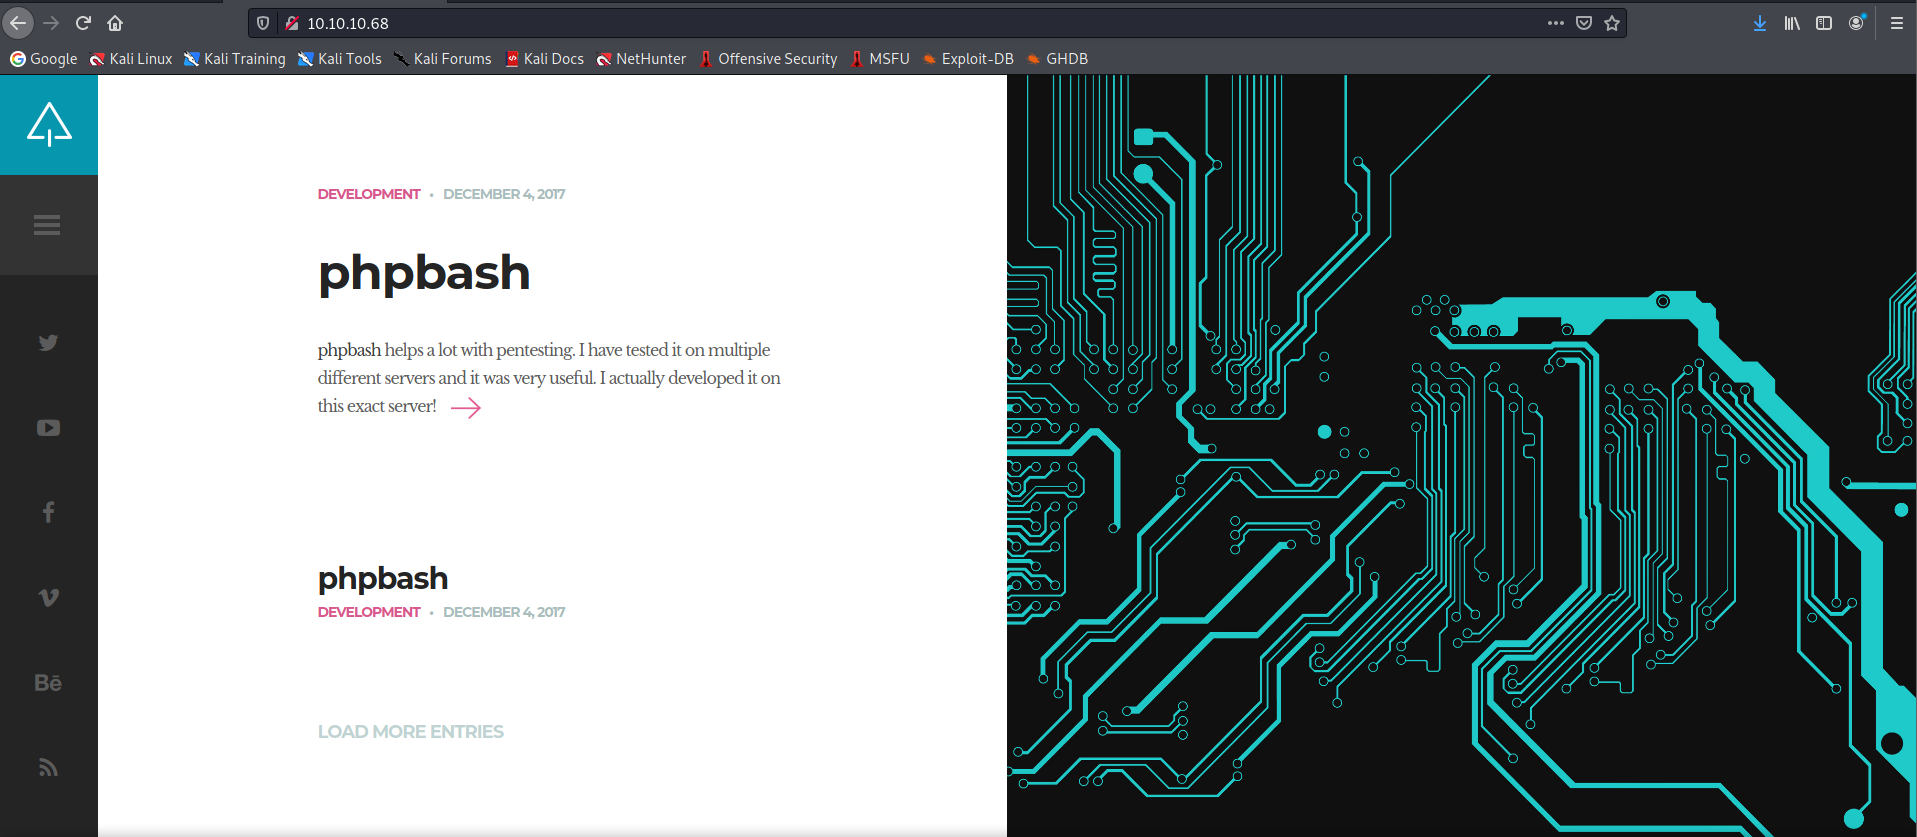 10.10.10.68
Google Kali Linux Kali Training Kali Tools Kali Forums Kali Docs NetHunter Offensive Security MSFU Exploit-DB GHDB
DEVELOPMENT • DECEMBER 4, 2017
phpbash
phpbash helps a lot with pentesting. I have tested it on multiple
different servers and it was very useful. I actually developed it on
this exact server!
phpbash
DEVELOPMENT • DECEMBER 4, 2017
Bē
LOAD MORE ENTRIES